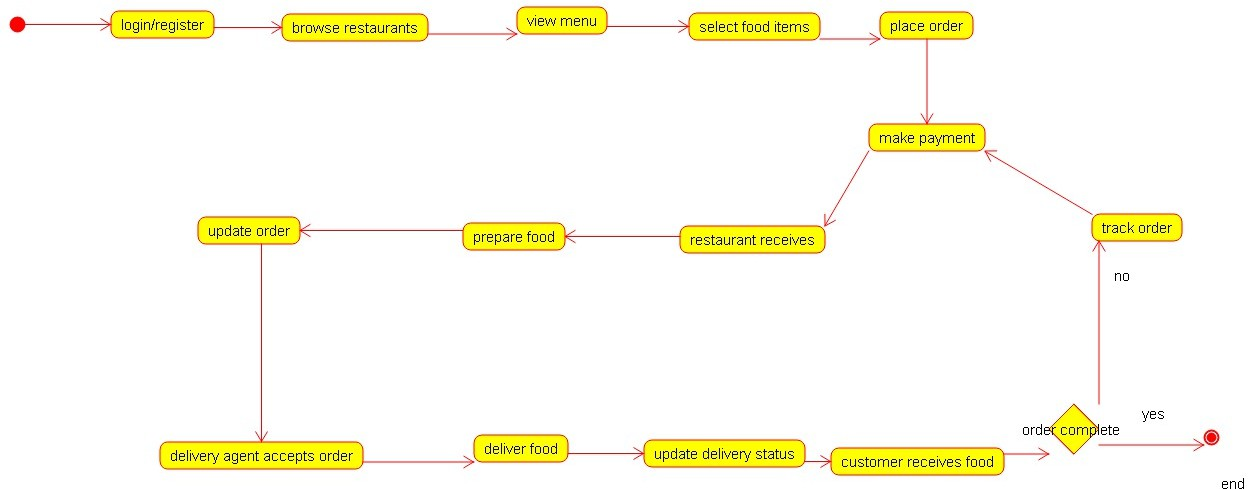 login/register
browse restaurants
view menu
select food items
place order
make payment
update order
prepare food
restaurant receives
track order
no
yes
order complete
delivery agent accepts order
deliver food
update delivery status
customer receives food
end